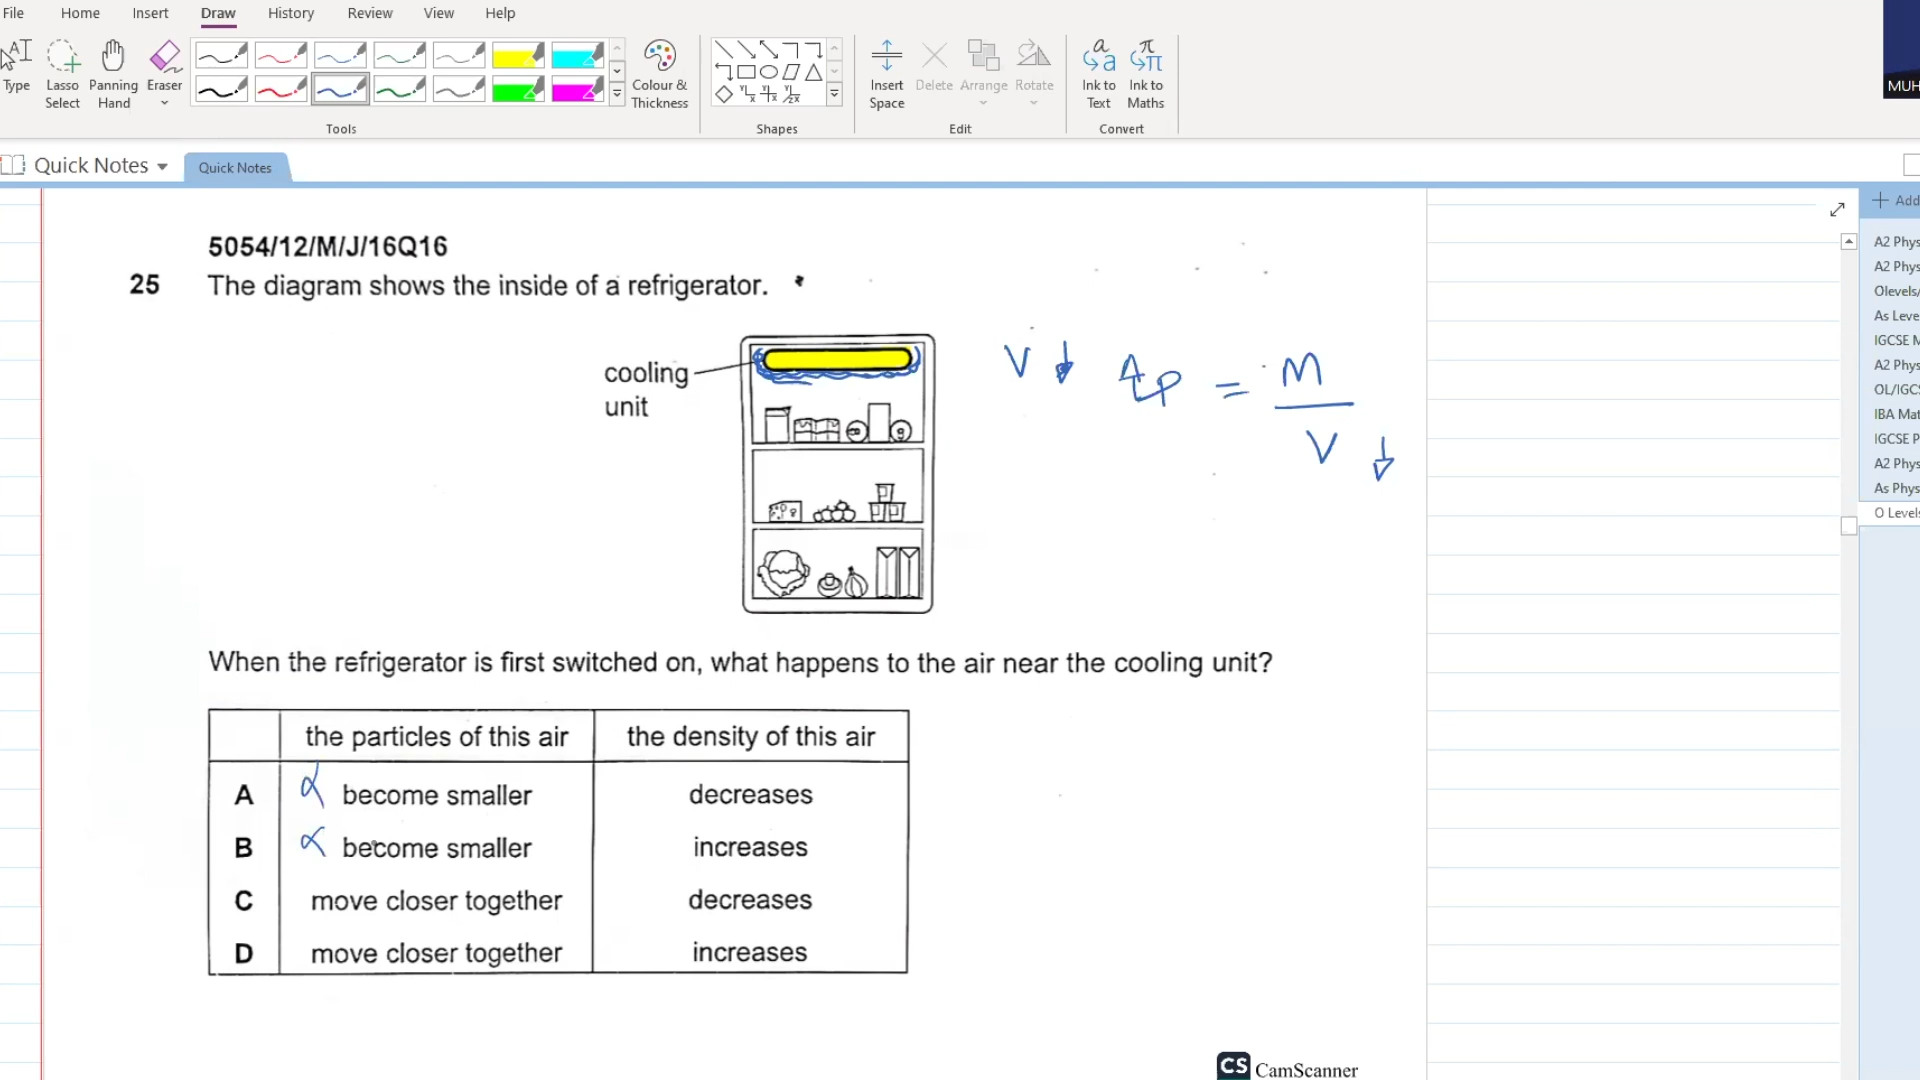 File Home Insert Draw History Review View Help
Type Lasso Select Panning Hand Eraser Colour & Thickness Insert Space Delete Arrange Rotate Ink to Text Ink to Maths
Tools Shapes Edit Convert
MUH
Quick Notes Quick Notes
Add
A2 Phys
A2 Phys
Olevels/
As Leve
IGCSE M
A2 Phys
OL/IGCS
IBA Mat
IGCSE P
A2 Phys
As Phys
O Levels
5054/12/M/J/16Q16
25 The diagram shows the inside of a refrigerator.
cooling
unit
V ↓ ↑ρ = M / V ↓
When the refrigerator is first switched on, what happens to the air near the cooling unit?
the particles of this air the density of this air
A become smaller decreases
B become smaller increases
C move closer together decreases
D move closer together increases
CS CamScanner